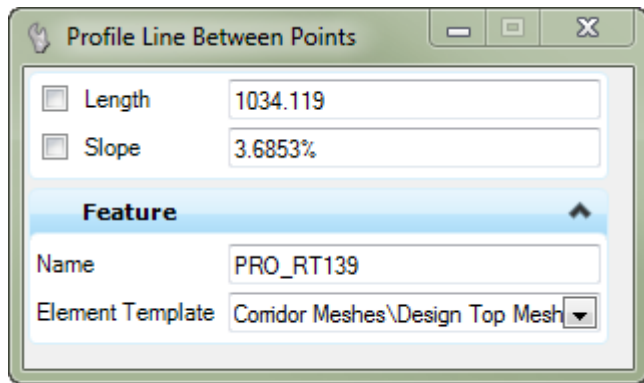 Profile Line Between Points
Length 1034.119
Slope 3.6853%
Feature
Name PRO_RT139
Element Template Corridor Meshes\Design Top Mesh